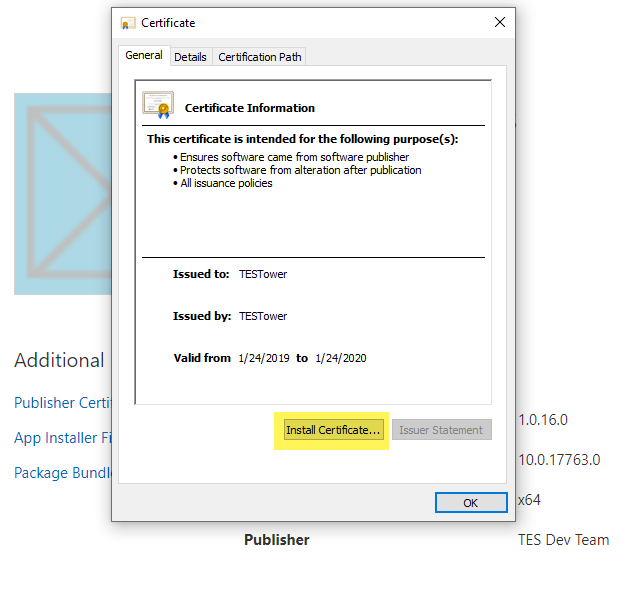 Certificate
General
Details
Certification Path
Certificate Information
This certificate is intended for the following purpose(s):
• Ensures software came from software publisher
• Protects software from alteration after publication
• All issuance policies
Issued to: TESTower
Issued by: TESTower
Valid from 1/24/2019 to 1/24/2020
Install Certificate...
Issuer Statement
OK
Additional
Publisher Certi
App Installer Fi
Package Bundl
1.0.16.0
10.0.17763.0
x64
Publisher TES Dev Team